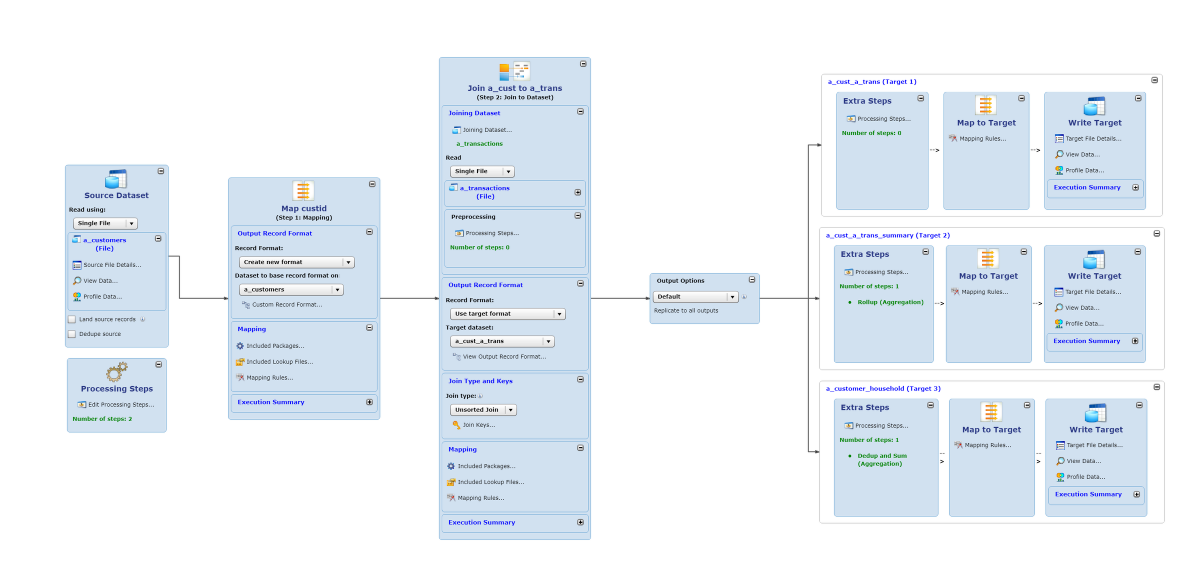 Source Dataset
Read using:
Single File
a_customers
(File)
Source File Details...
View Data...
Profile Data...
Land source records
Dedupe source
Processing Steps
Edit Processing Steps...
Number of steps: 2
Map custid
(Step 1: Mapping)
Output Record Format
Record Format:
Create new format
Dataset to base record format on:
a_customers
Custom Record Format...
Mapping
Included Packages...
Included Lookup Files...
Mapping Rules...
Execution Summary
Join a_cust to a_trans
(Step 2: Join to Dataset)
Joining Dataset
Joining Dataset...
a_transactions
Read
Single File
a_transactions
(File)
Preprocessing
Processing Steps...
Number of steps: 0
Output Record Format
Record Format:
Use target format
Target dataset:
a_cust_a_trans
View Output Record Format...
Join Type and Keys
Join type:
Unsorted Join
Join Keys...
Mapping
Included Packages...
Included Lookup Files...
Mapping Rules...
Execution Summary
Output Options
Default
Replicate to all outputs
a_cust_a_trans (Target 1)
Extra Steps
Processing Steps...
Number of steps: 0
Map to Target
Mapping Rules...
Write Target
Target File Details...
View Data...
Profile Data...
Execution Summary
a_cust_a_trans_summary (Target 2)
Extra Steps
Processing Steps...
Number of steps: 1
• Rollup (Aggregation)
Map to Target
Mapping Rules...
Write Target
Target File Details...
View Data...
Profile Data...
Execution Summary
a_customer_household (Target 3)
Extra Steps
Processing Steps...
Number of steps: 1
• Dedup and Sum
(Aggregation)
Map to Target
Mapping Rules...
Write Target
Target File Details...
View Data...
Profile Data...
Execution Summary